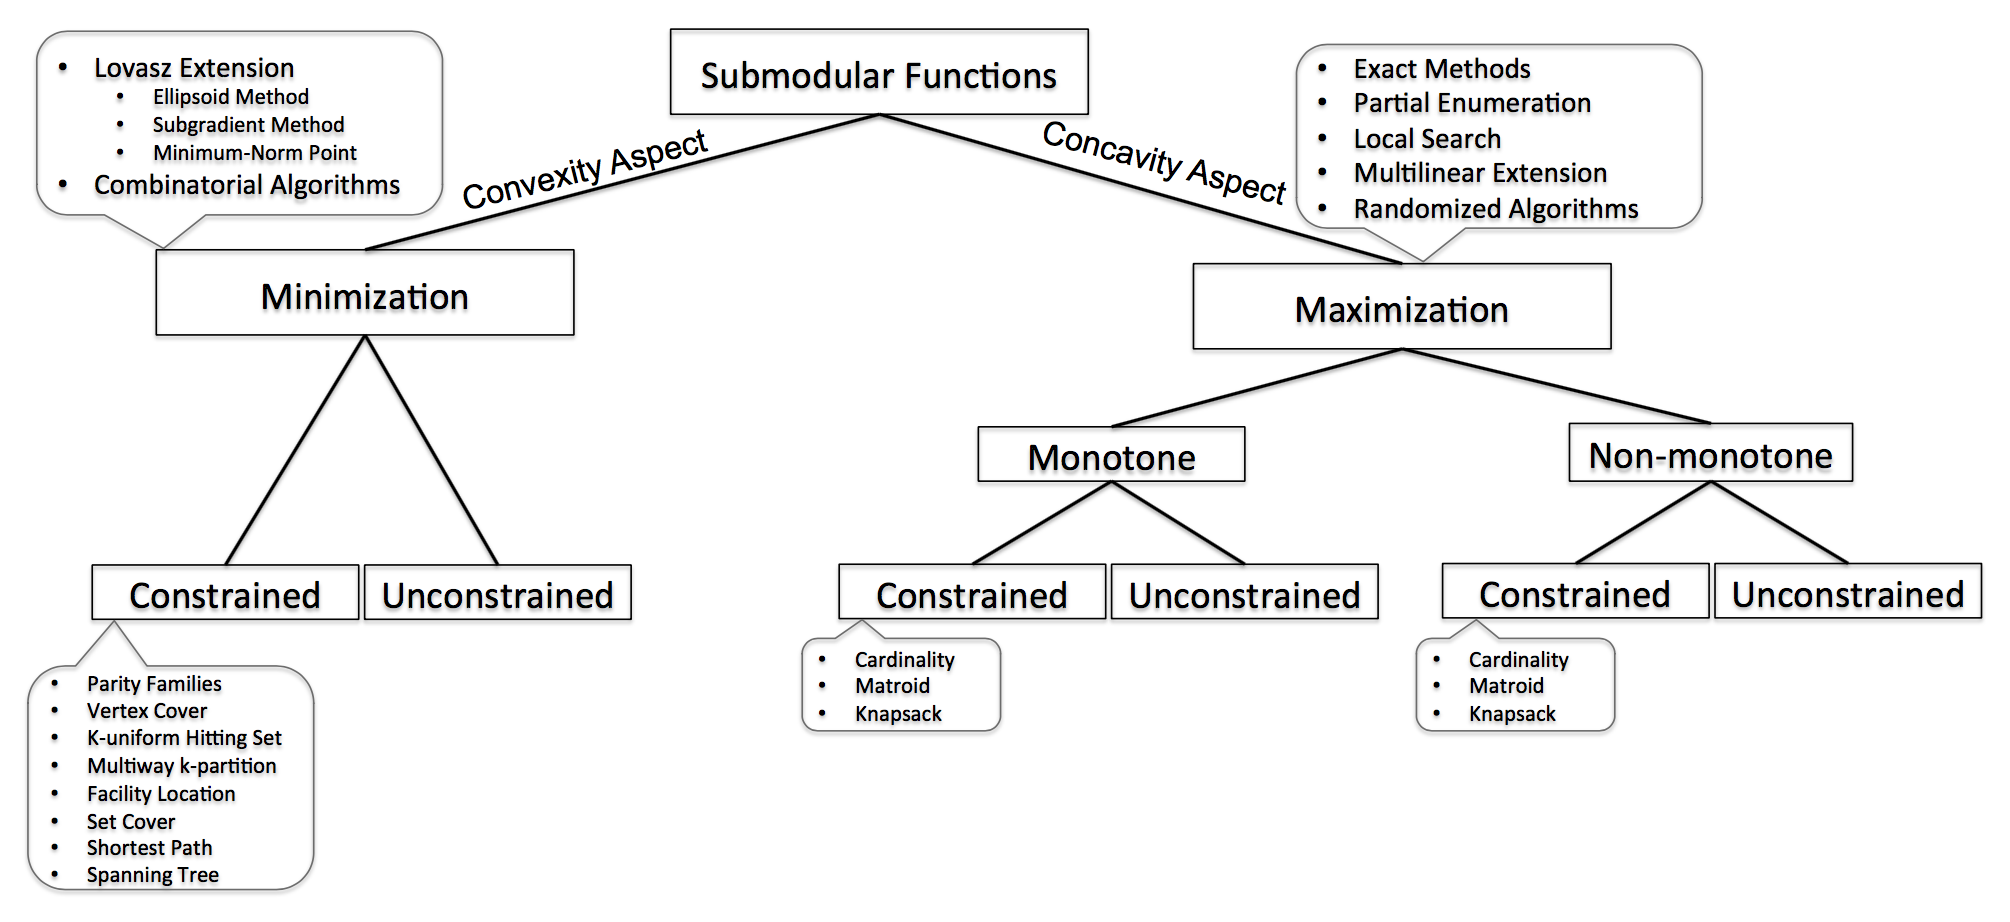 Submodular Functions
• Lovasz Extension
• Ellipsoid Method
• Subgradient Method
• Minimum-Norm Point
• Combinatorial Algorithms
Convexity Aspect
Concavity Aspect
• Exact Methods
• Partial Enumeration
• Local Search
• Multilinear Extension
• Randomized Algorithms
Minimization
Maximization
Monotone
Non-monotone
Constrained
Unconstrained
Constrained
Unconstrained
Constrained
Unconstrained
• Parity Families
• Vertex Cover
• K-uniform Hitting Set
• Multiway k-partition
• Facility Location
• Set Cover
• Shortest Path
• Spanning Tree
• Cardinality
• Matroid
• Knapsack
• Cardinality
• Matroid
• Knapsack